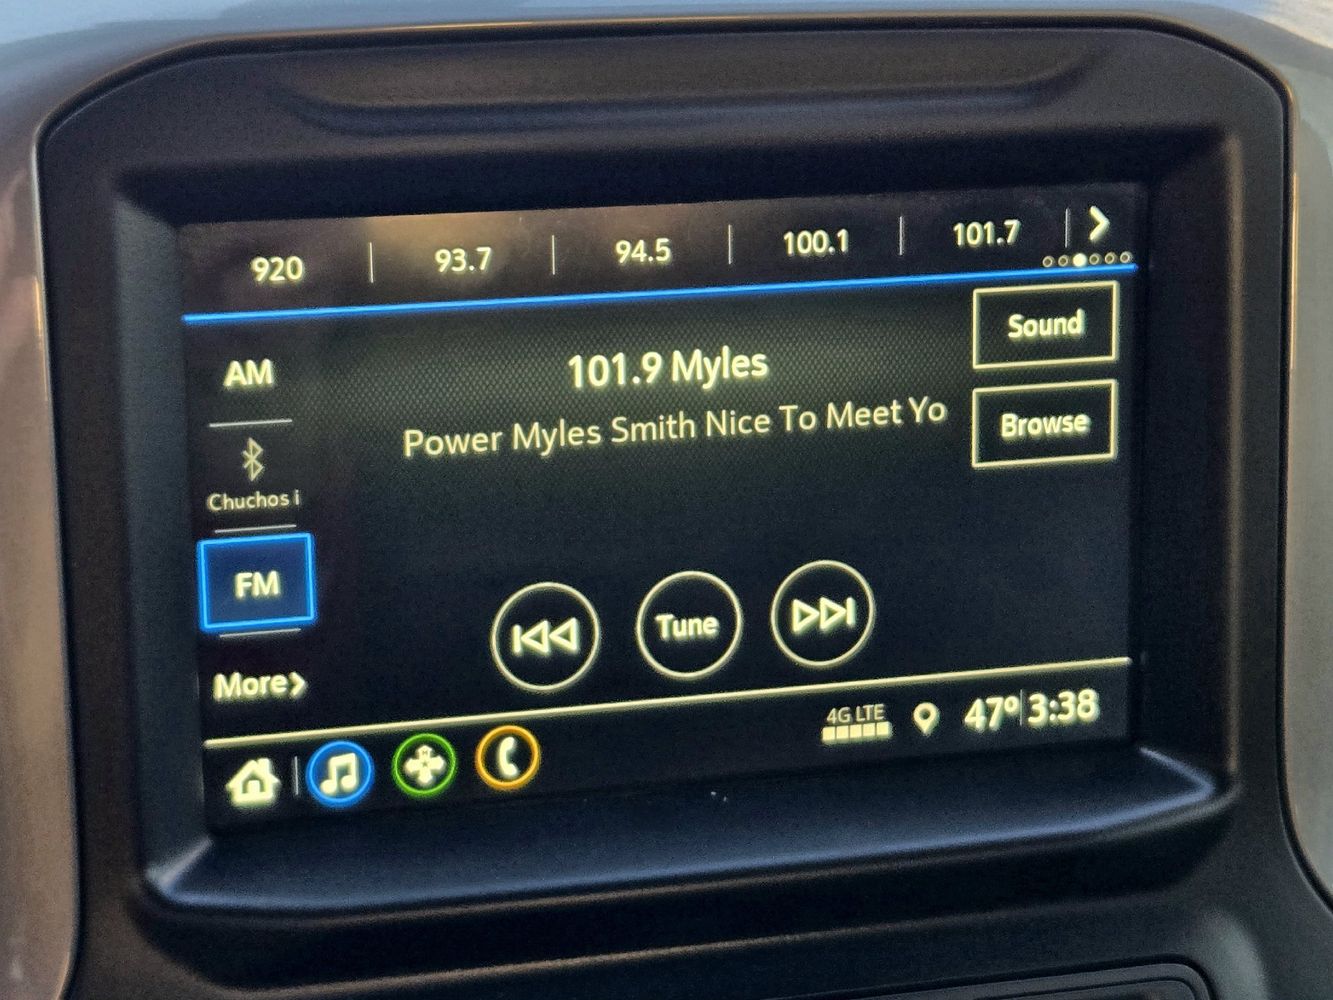 920 93.7 94.5 100.1 101.7
Sound
AM
101.9 Myles
Power Myles Smith Nice To Meet Yo
Browse
Chuchos i
FM
Tune
More
4G LTE
47° 3:38